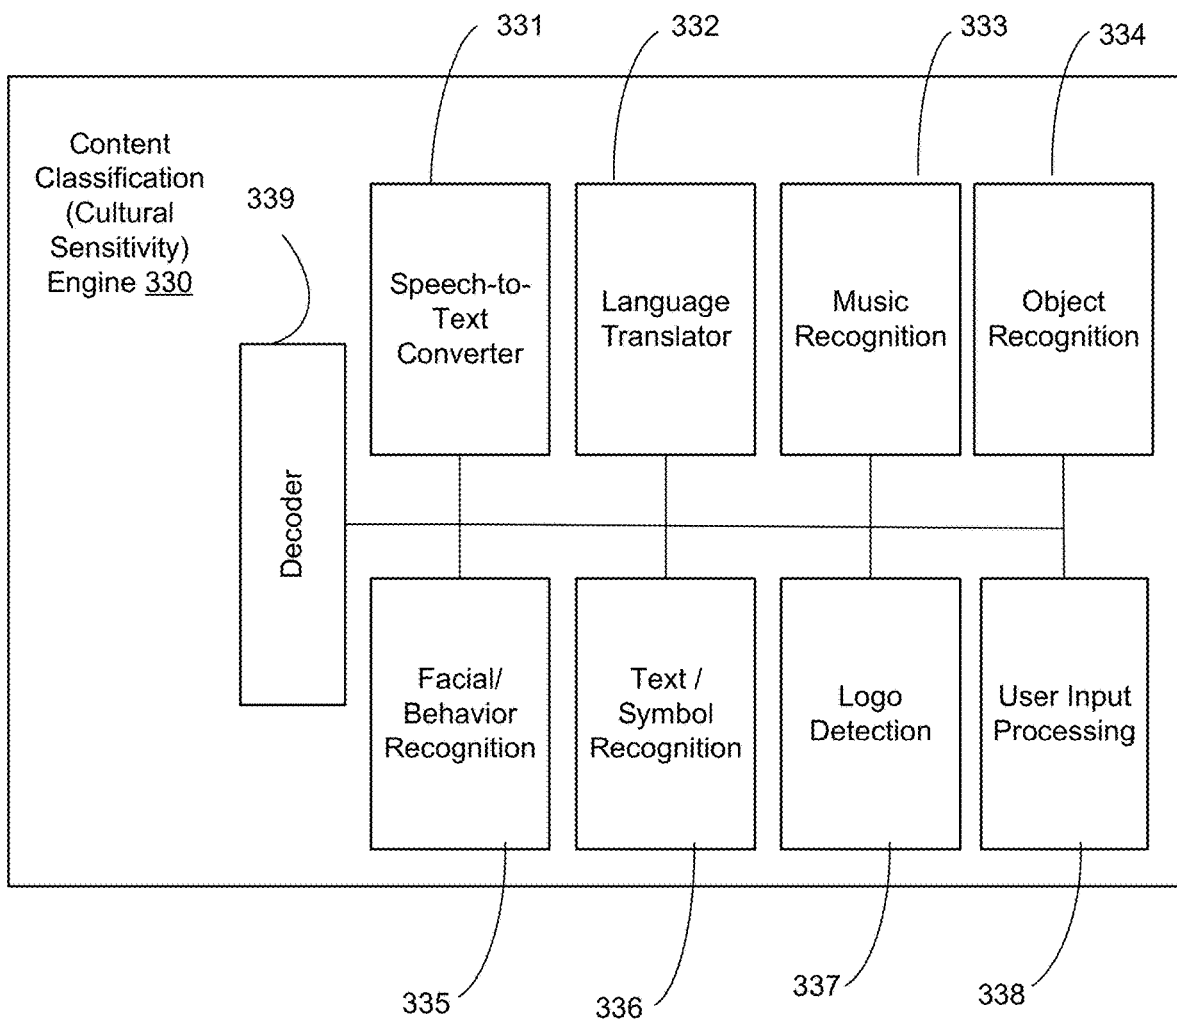 331
332
333
334
Content
Classification
(Cultural
Sensitivity)
Engine 330
339
Speech-to-
Text
Converter
Language
Translator
Music
Recognition
Object
Recognition
Decoder
Facial/
Behavior
Recognition
Text /
Symbol
Recognition
Logo
Detection
User Input
Processing
335
336
337
338